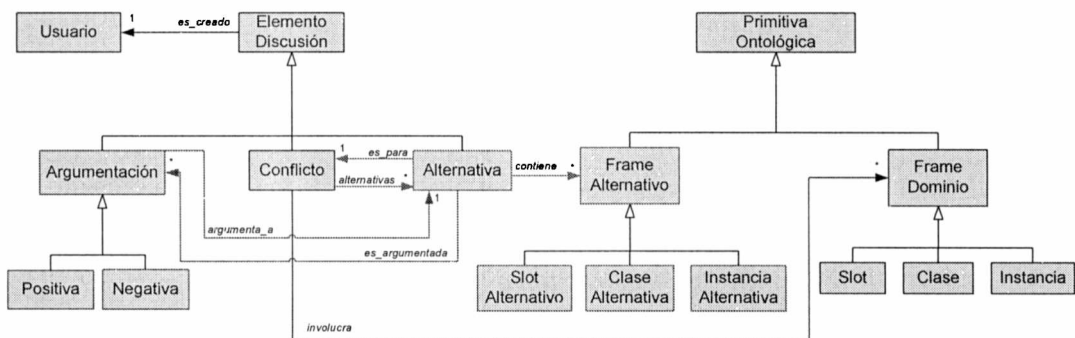 Usuario
1
es_creado
Elemento
Discusión
Primitiva
Ontológica
Argumentación
*
Conflicto
1
es_para
alternativas
*
Alternativa
1
contiene
*
Frame
Alternativo
*
Frame
Dominio
argumenta_a
es_argumentada
Positiva
Negativa
Slot
Alternativo
Clase
Alternativa
Instancia
Alternativa
Slot
Clase
Instancia
involucra